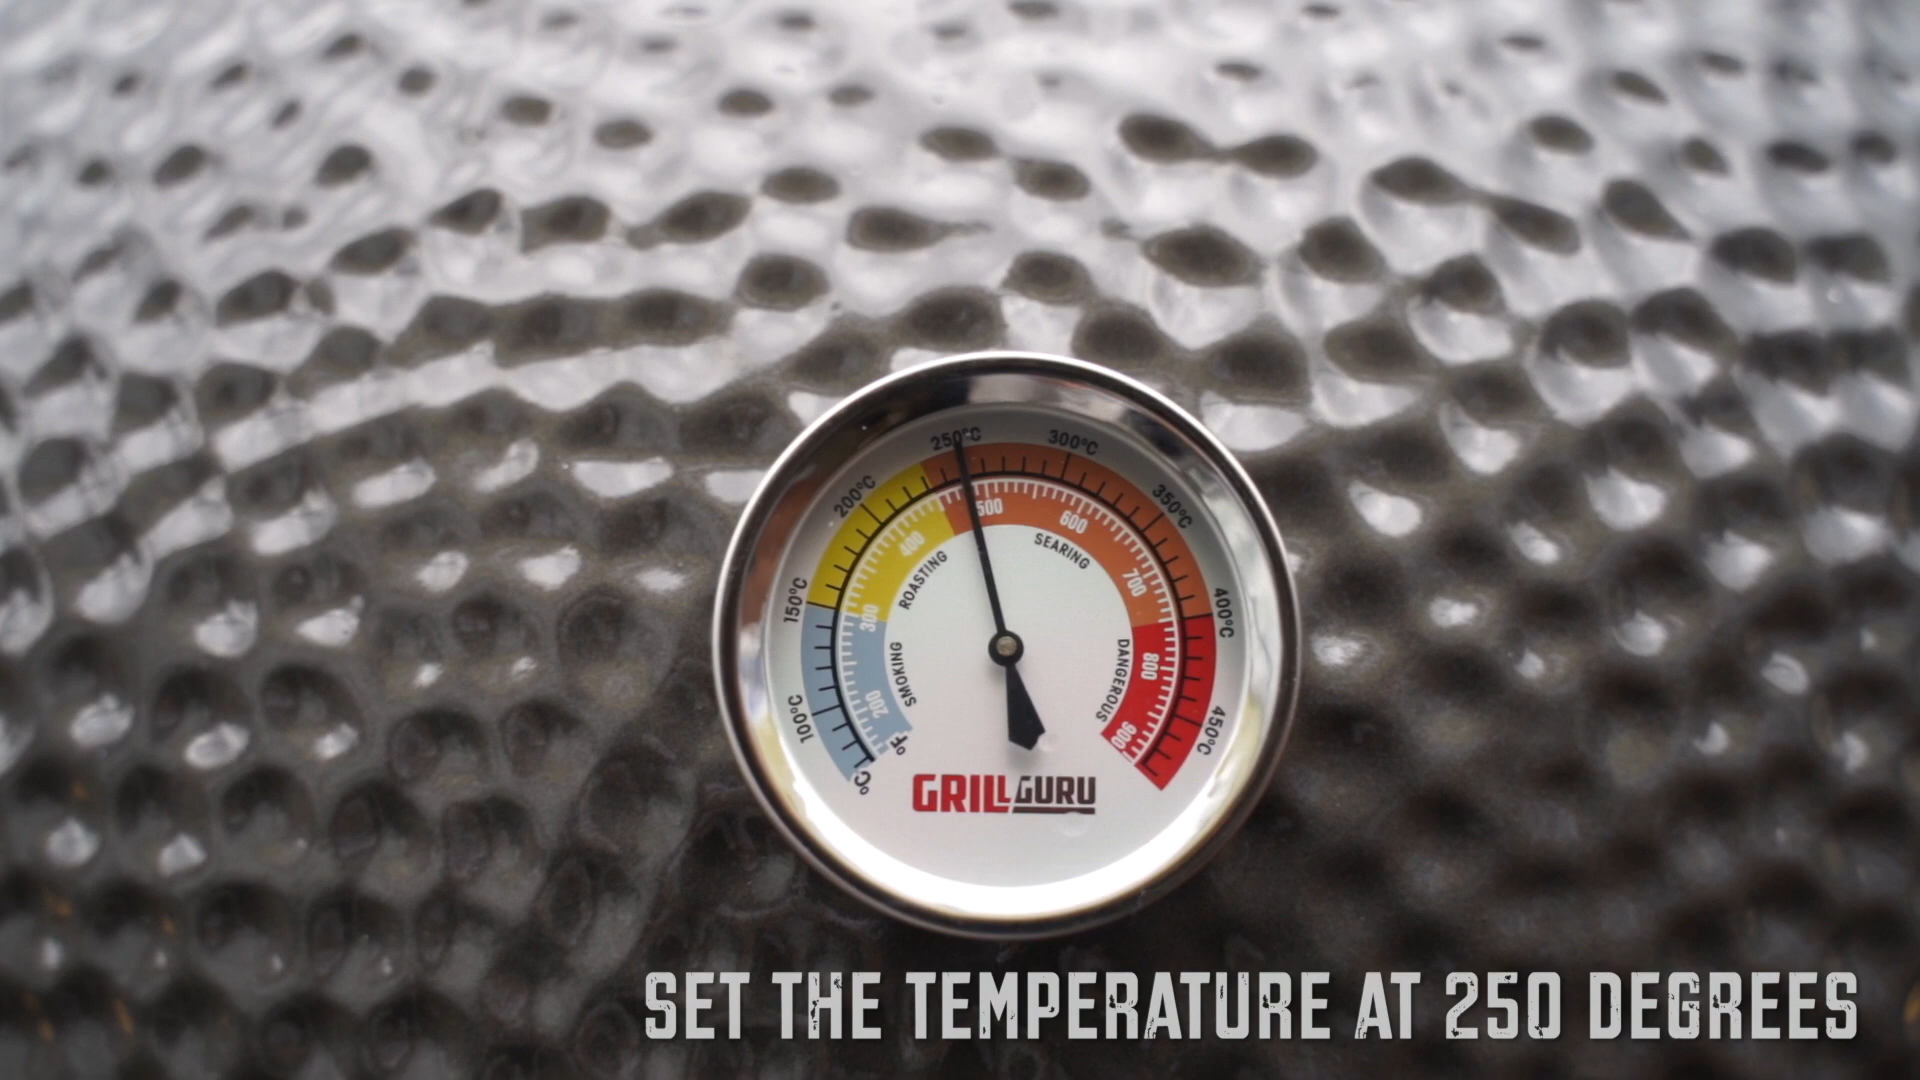 250°C
300°C
200°C
350°C
150°C
400°C
100°C
450°C
°C
500
600
400
700
300
800
200
900
°F
SEARING
ROASTING
SMOKING
DANGEROUS
GRILLGURU
SET THE TEMPERATURE AT 250 DEGREES